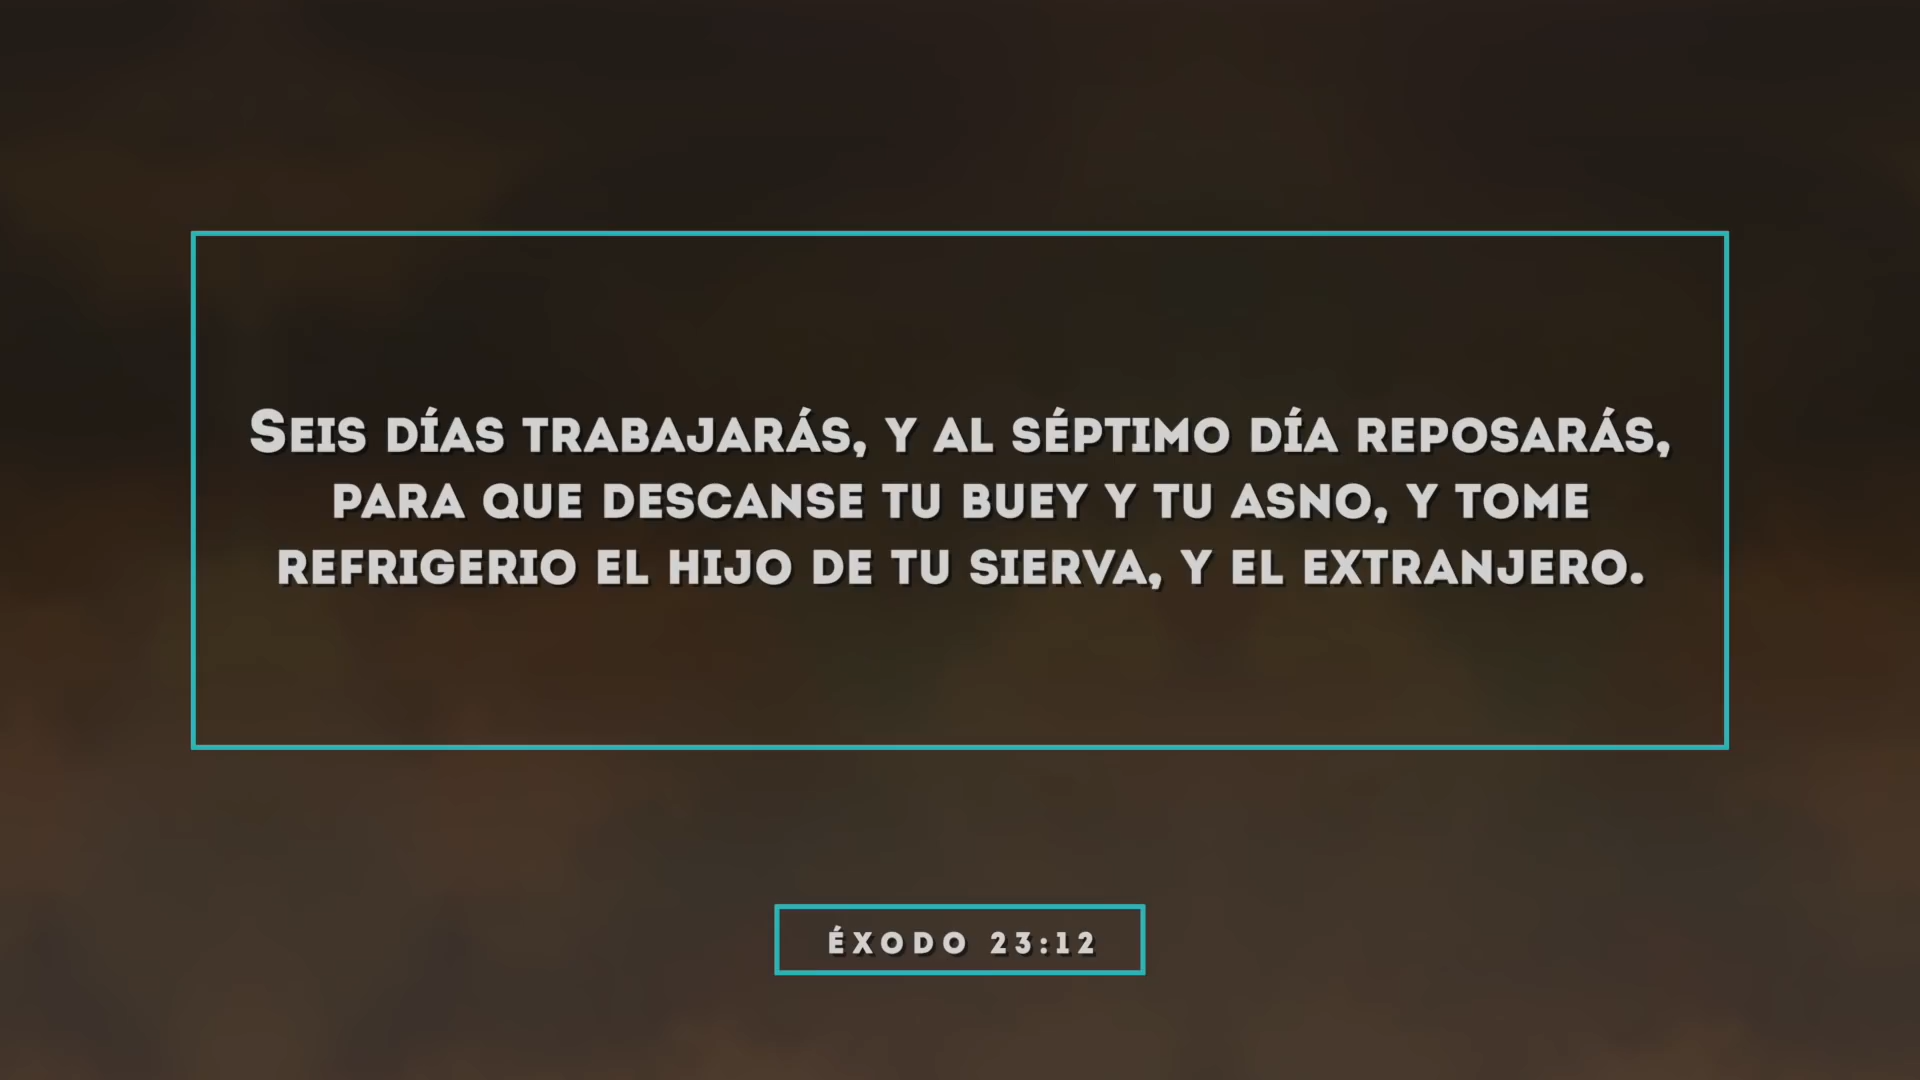 Seis días trabajarás, y al séptimo día reposarás,
para que descanse tu buey y tu asno, y tome
refrigerio el hijo de tu sierva, y el extranjero.
ÉXODO 23:12